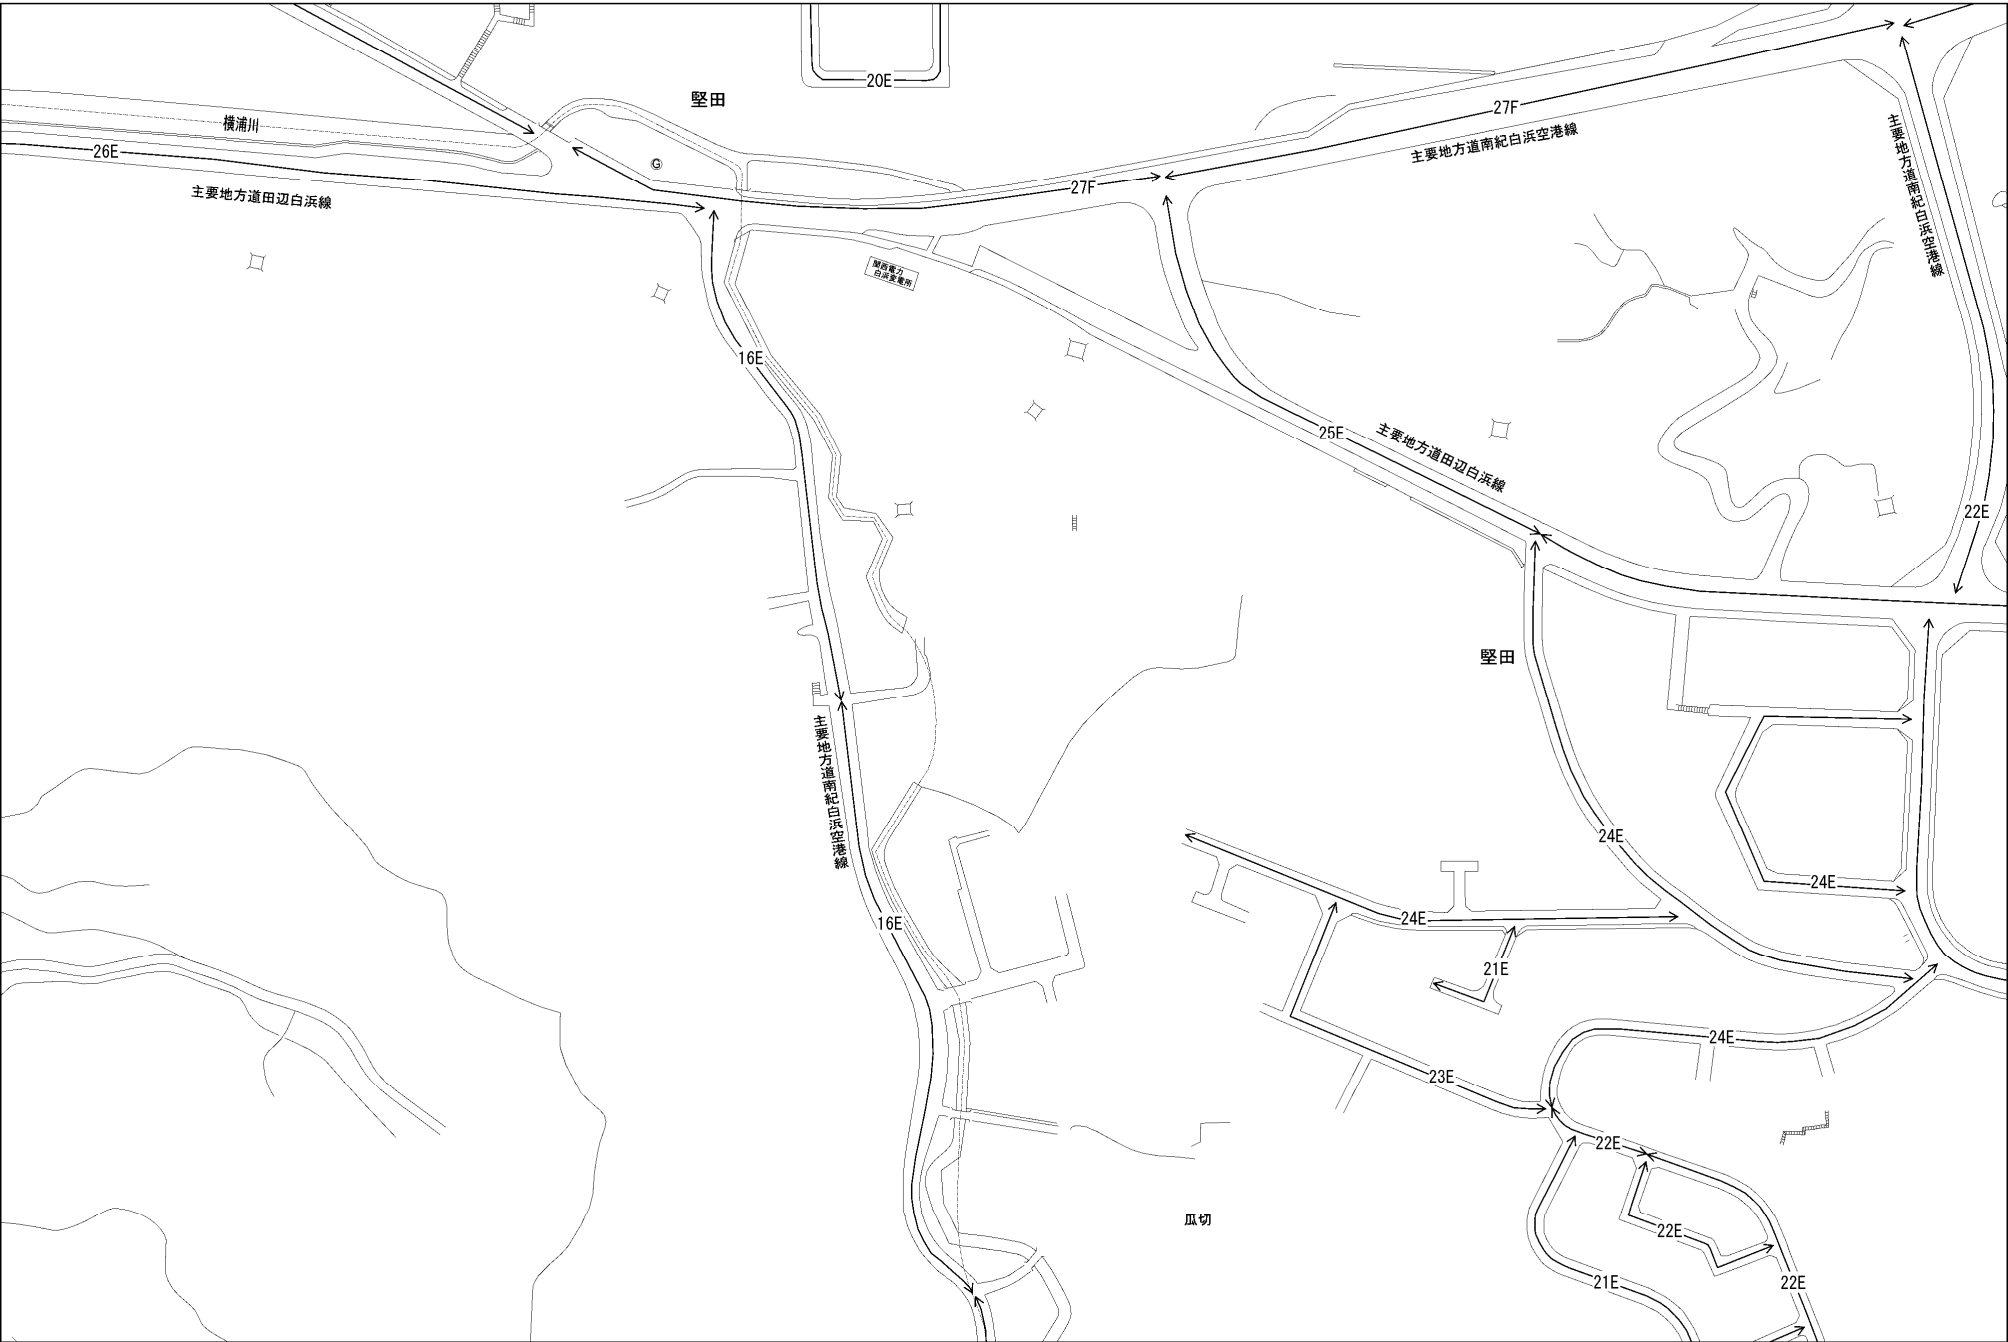 20E
堅田
27F
横浦川
主要地方道南紀白浜空港線
主要地方道南紀白浜空港線
26E
G
27F
主要地方道田辺白浜線
関西電力
白浜変電所
16E
25E
主要地方道田辺白浜線
22E
堅田
主要地方道南紀白浜空港線
24E
24E
16E
24E
21E
24E
23E
22E
瓜切
22E
21E
22E